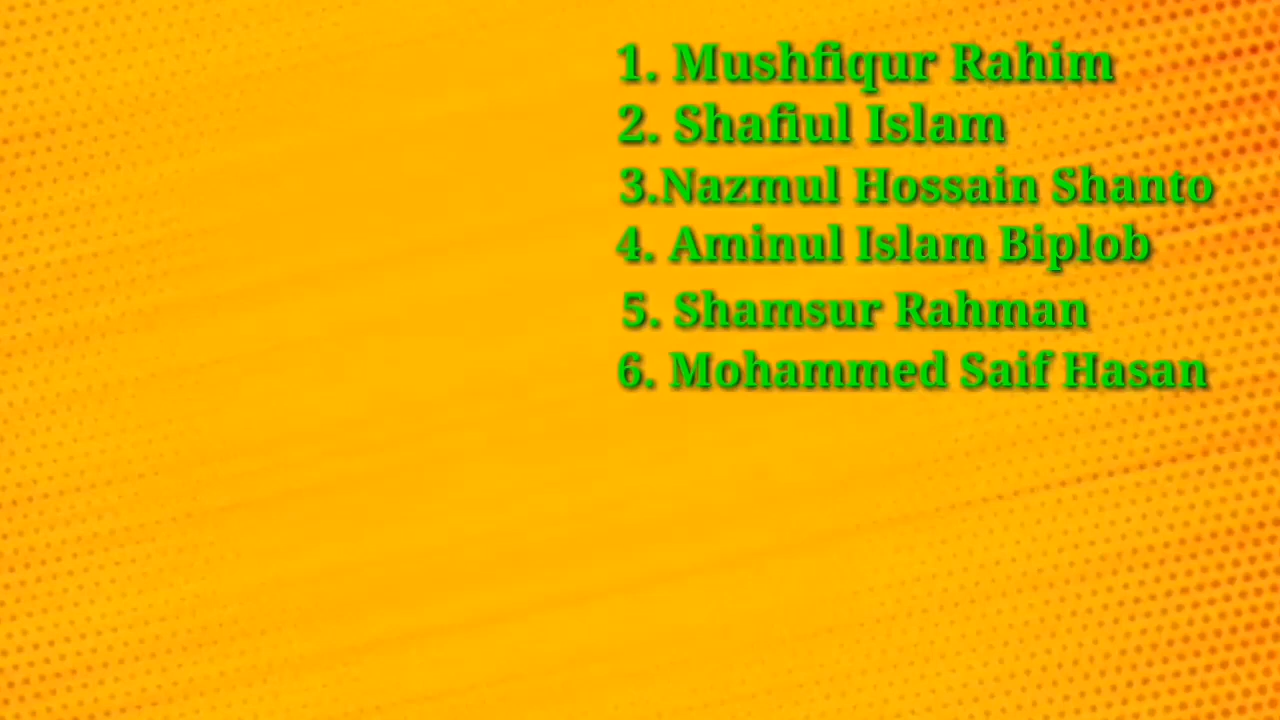 1. Mushfiqur Rahim
2. Shafiul Islam
3.Nazmul Hossain Shanto
4. Aminul Islam Biplob
5. Shamsur Rahman
6. Mohammed Saif Hasan